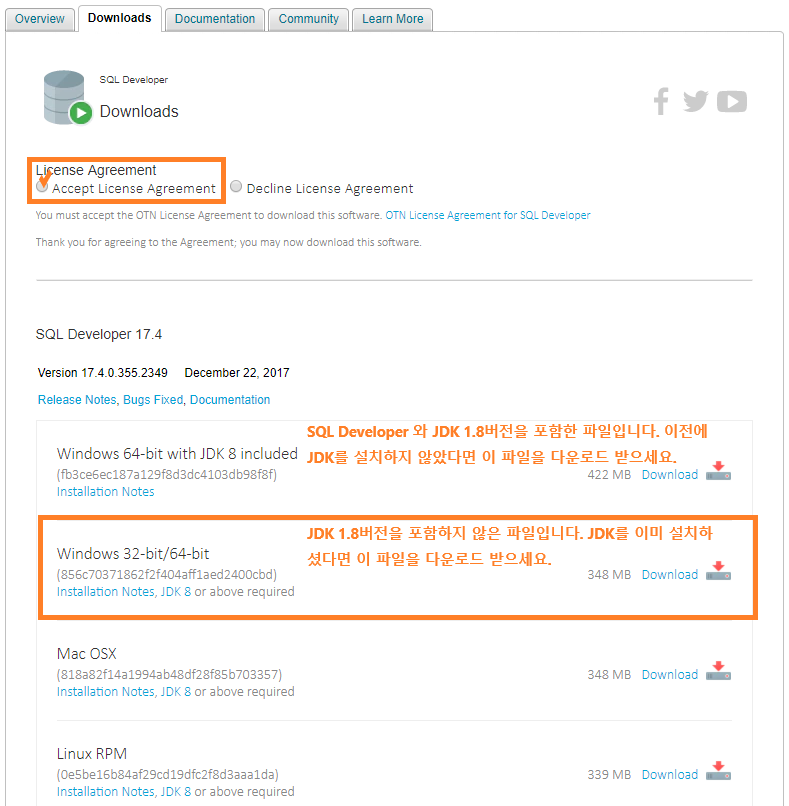 Overview Downloads Documentation Community Learn More
SQL Developer
Downloads
License Agreement
Accept License Agreement Decline License Agreement
You must accept the OTN License Agreement to download this software. OTN License Agreement for SQL Developer
Thank you for agreeing to the Agreement; you may now download this software.
SQL Developer 17.4
Version 17.4.0.355.2349 December 22, 2017
Release Notes, Bugs Fixed, Documentation
SQL Developer 와 JDK 1.8버전을 포함한 파일입니다. 이전에
Windows 64-bit with JDK 8 included
JDK를 설치하지 않았다면 이 파일을 다운로드 받으세요.
(fb3ce6ec187a129f8d3dc4103db98f8f) 422 MB Download
Installation Notes
JDK 1.8버전을 포함하지 않은 파일입니다. JDK를 이미 설치하
Windows 32-bit/64-bit
셨다면 이 파일을 다운로드 받으세요.
(856c70371862f2f404aff1aed2400cbd) 348 MB Download
Installation Notes, JDK 8 or above required
Mac OSX
(818a82f14a1994ab48df28f85b703357) 348 MB Download
Installation Notes, JDK 8 or above required
Linux RPM
(0e5be16b84af29cd19dfc2f8d3aaa1da) 339 MB Download
Installation Notes, JDK 8 or above required